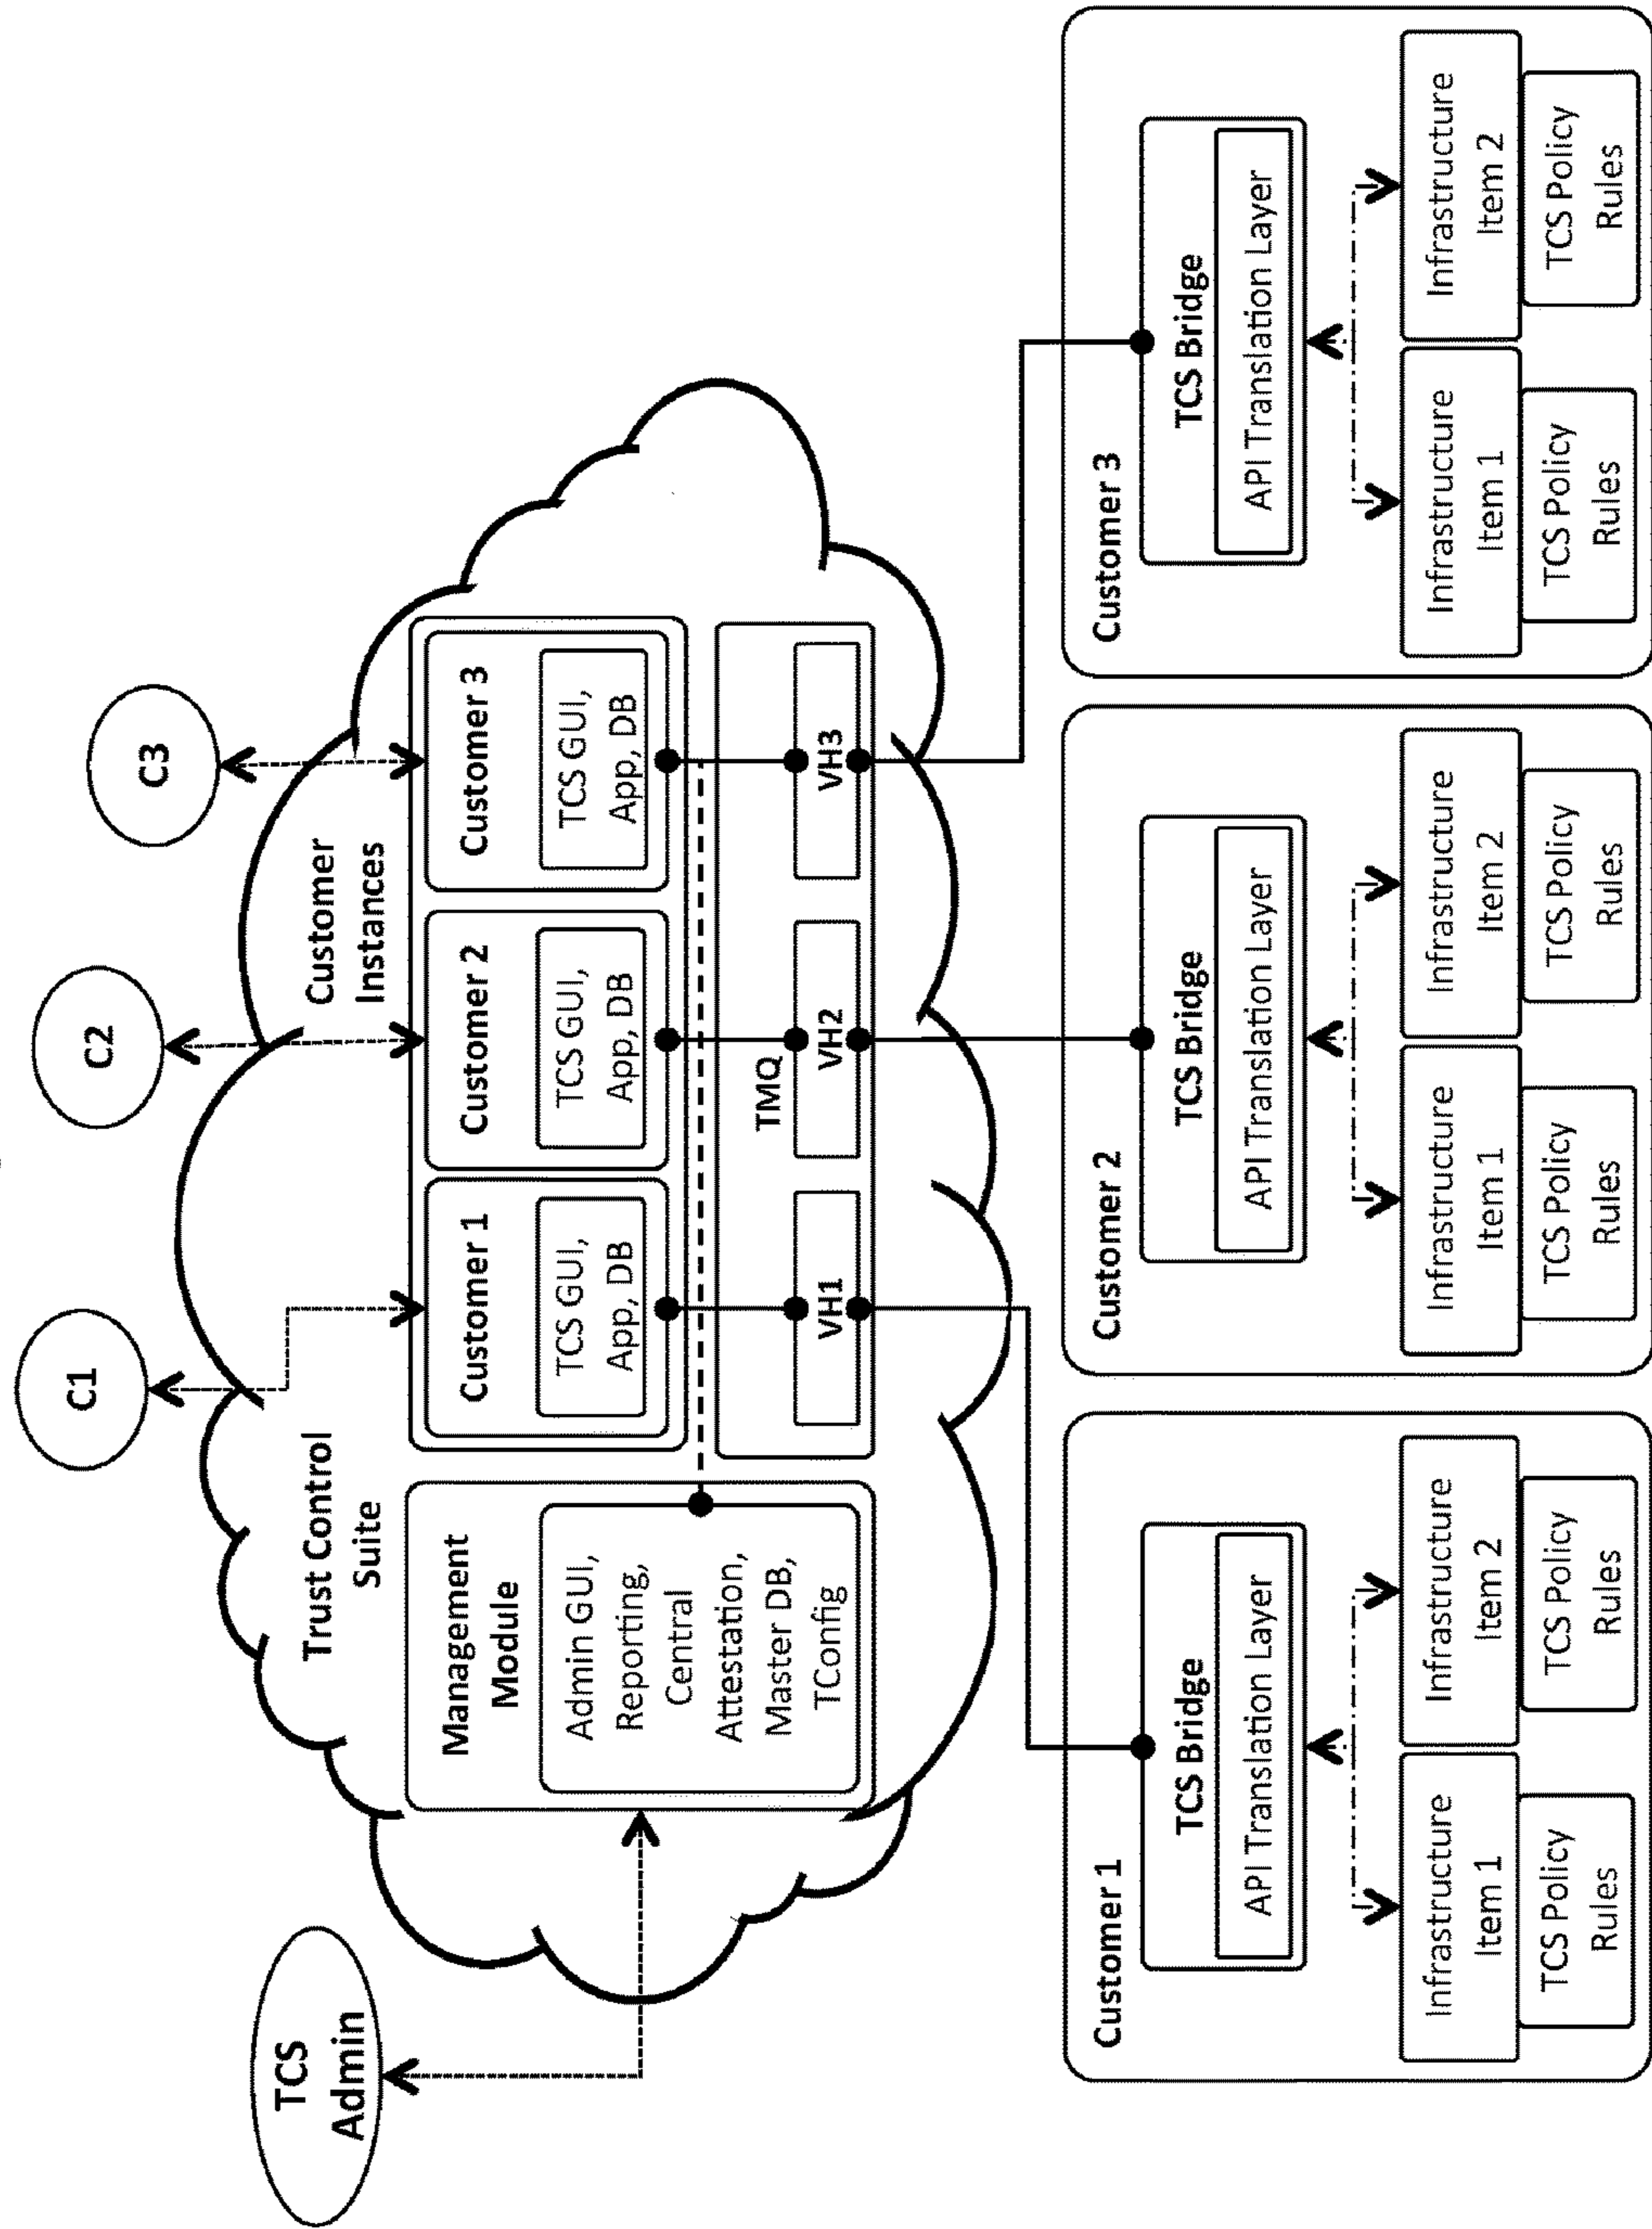 TCS
Admin
C1
C2
C3
Trust Control
Suite
Customer
Instances
Management
Module
Admin GUI,
Reporting,
Central
Attestation,
Master DB,
TConfig
Customer 1
TCS GUI,
App, DB
Customer 2
TCS GUI,
App, DB
Customer 3
TCS GUI,
App, DB
TMQ
VH1
VH2
VH3
Customer 1
TCS Bridge
API Translation Layer
Infrastructure
Item 1
TCS Policy
Rules
Infrastructure
Item 2
TCS Policy
Rules
Customer 2
TCS Bridge
API Translation Layer
Infrastructure
Item 1
TCS Policy
Rules
Infrastructure
Item 2
TCS Policy
Rules
Customer 3
TCS Bridge
API Translation Layer
Infrastructure
Item 1
TCS Policy
Rules
Infrastructure
Item 2
TCS Policy
Rules